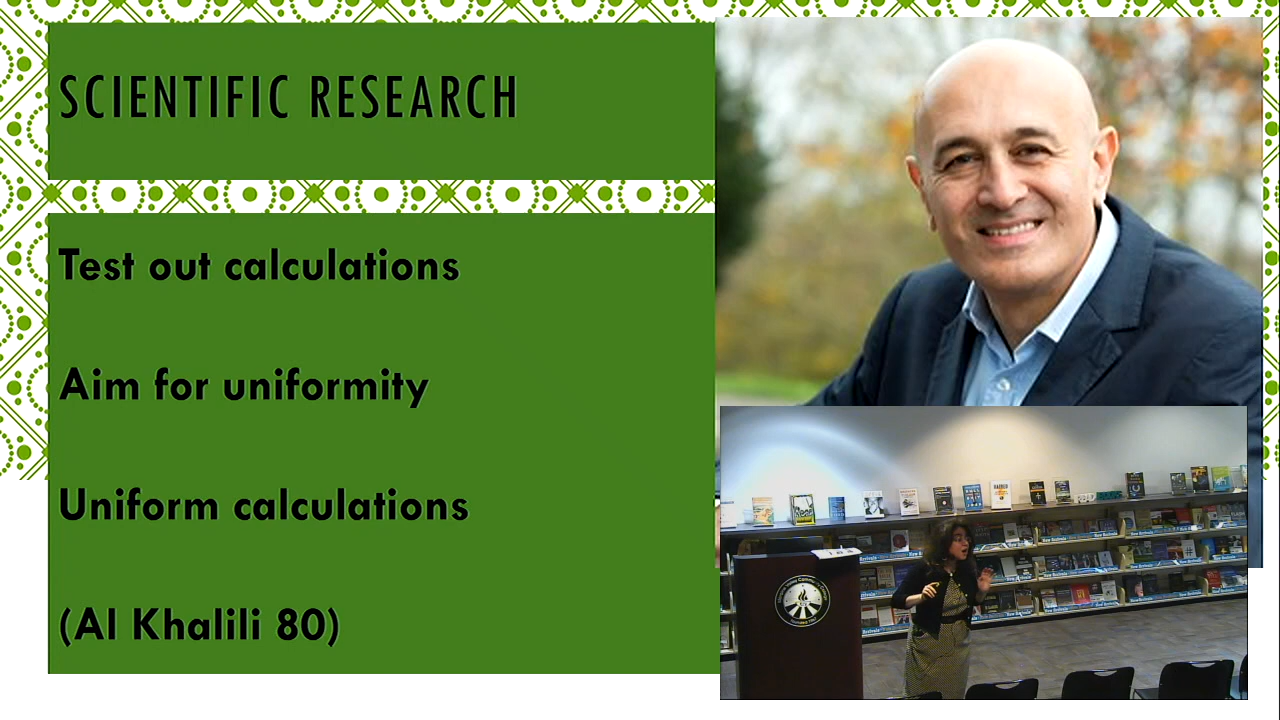 SCIENTIFIC RESEARCH
Test out calculations
Aim for uniformity
Uniform calculations
(Al Khalili 80)